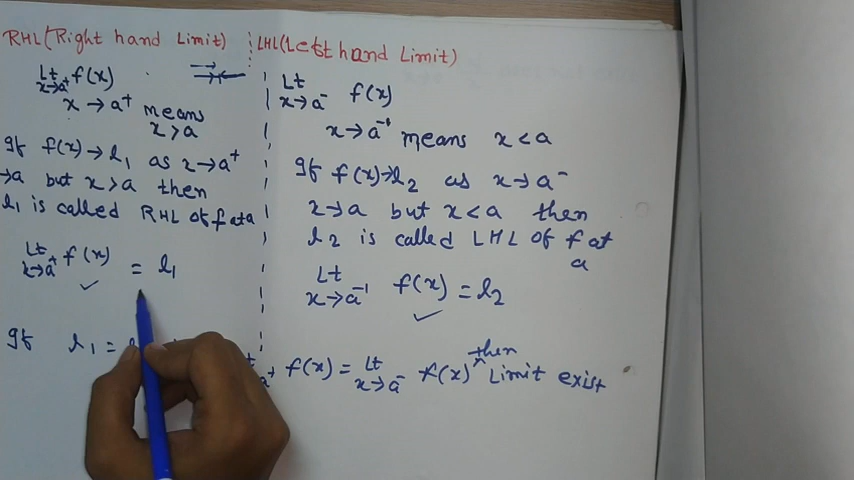 RHL(Right hand Limit)
Lt f(x)
x→a⁺
x→a⁺ means
x>a
If f(x)→l₁ as x→a⁺
→a but x>a then
l₁ is called RHL of f at a
Lt f(x) = l₁
x→a⁺
If l₁ =
LHL(Left hand Limit)
Lt f(x)
x→a⁻
x→a⁻ means x<a
If f(x)→l₂ as x→a⁻
x→a but x<a then
l₂ is called LHL of f at
a
Lt f(x) = l₂
x→a⁻
f(x) = Lt f(x) then Limit exist
a⁺ x→a⁻